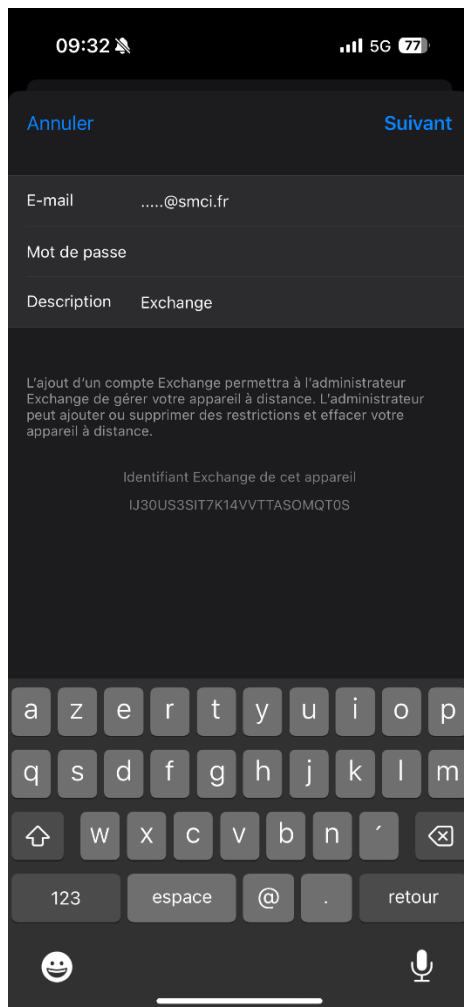 09:32 5G 77
Annuler Suivant
E-mail .....@smci.fr
Mot de passe
Description Exchange
L'ajout d'un compte Exchange permettra à l'administrateur
Exchange de gérer votre appareil à distance. L'administrateur
peut ajouter ou supprimer des restrictions et effacer votre
appareil à distance.
Identifiant Exchange de cet appareil
IJ30US3SIT7K14VVTTASOMQT0S
a z e r t y u i o p
q s d f g h j k l m
w x c v b n ´
123 espace @ . retour